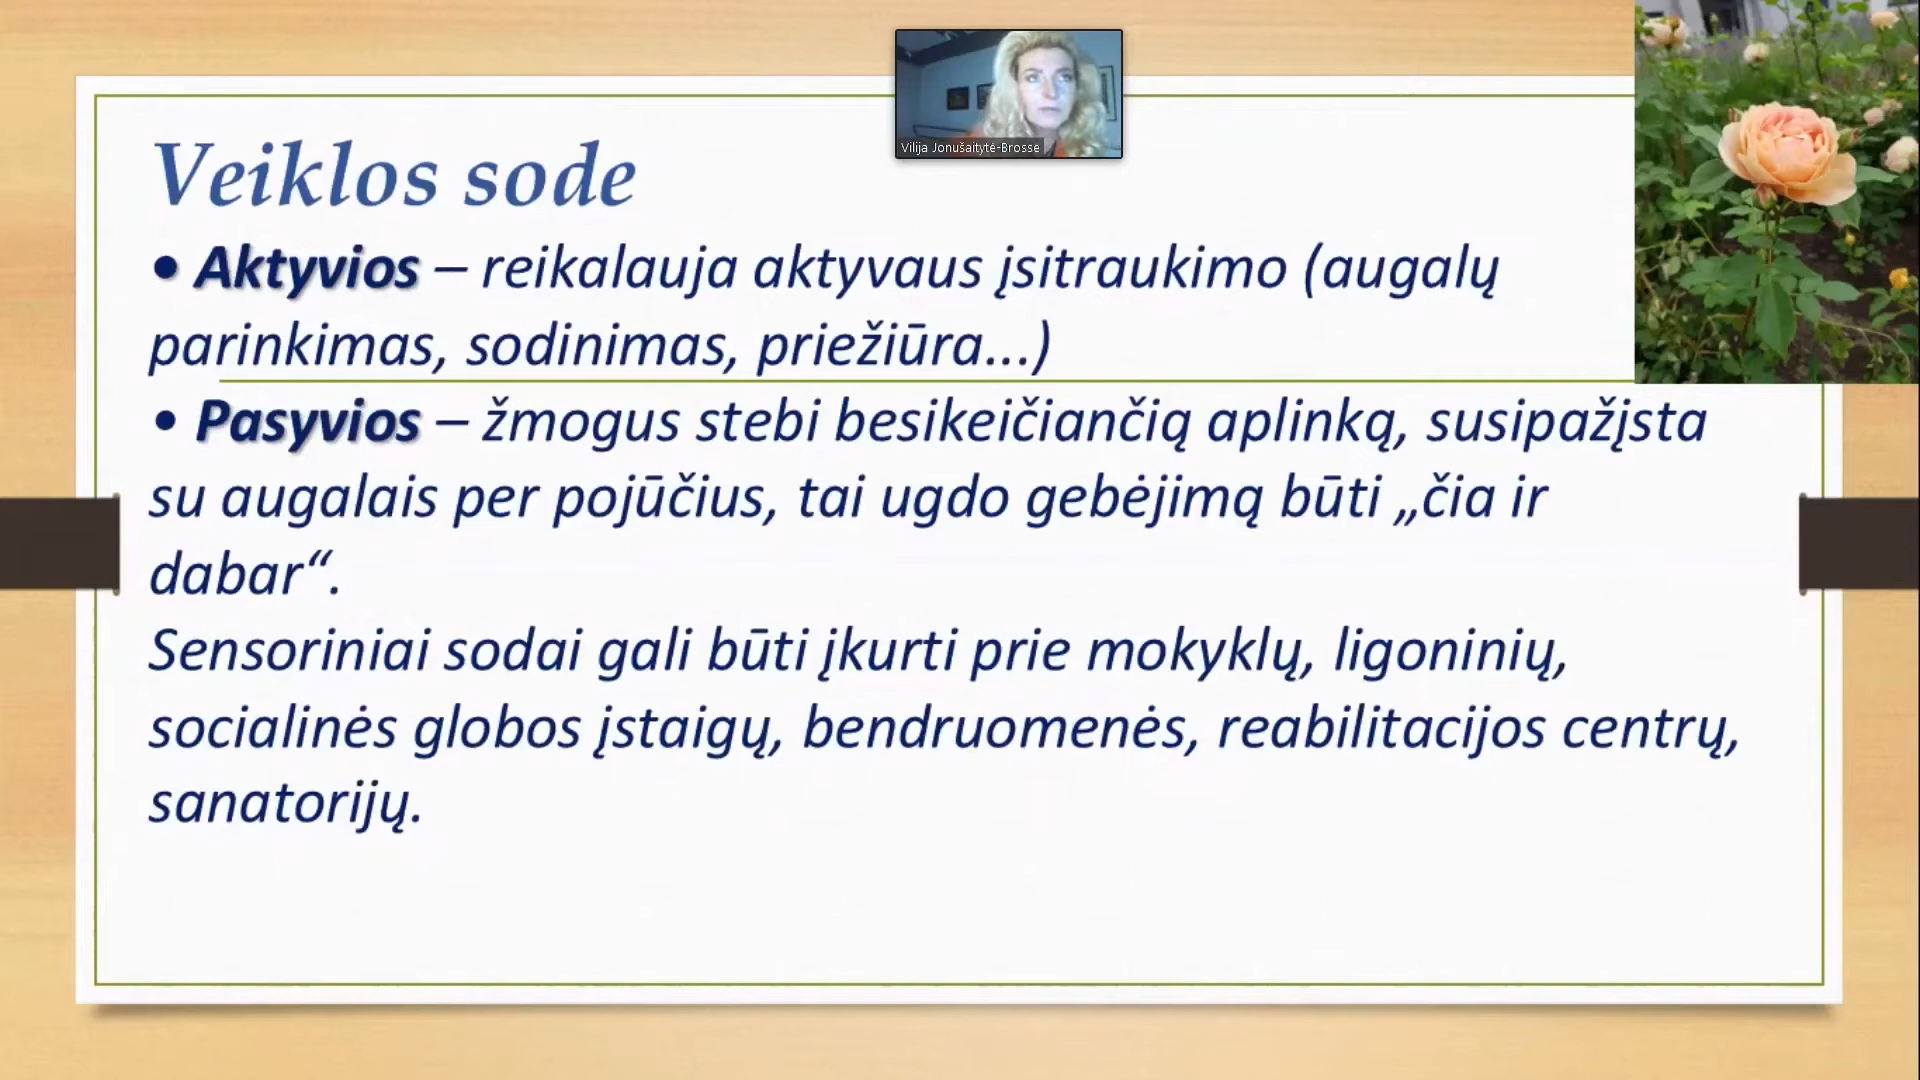 Vilija Jonušaitytė-Brosse
Veiklos sode
• Aktyvios – reikalauja aktyvaus įsitraukimo (augalų
parinkimas, sodinimas, priežiūra...)
• Pasyvios – žmogus stebi besikeičiančią aplinką, susipažįsta
su augalais per pojūčius, tai ugdo gebėjimą būti „čia ir
dabar“.
Sensoriniai sodai gali būti įkurti prie mokyklų, ligoninių,
socialinės globos įstaigų, bendruomenės, reabilitacijos centrų,
sanatorijų.